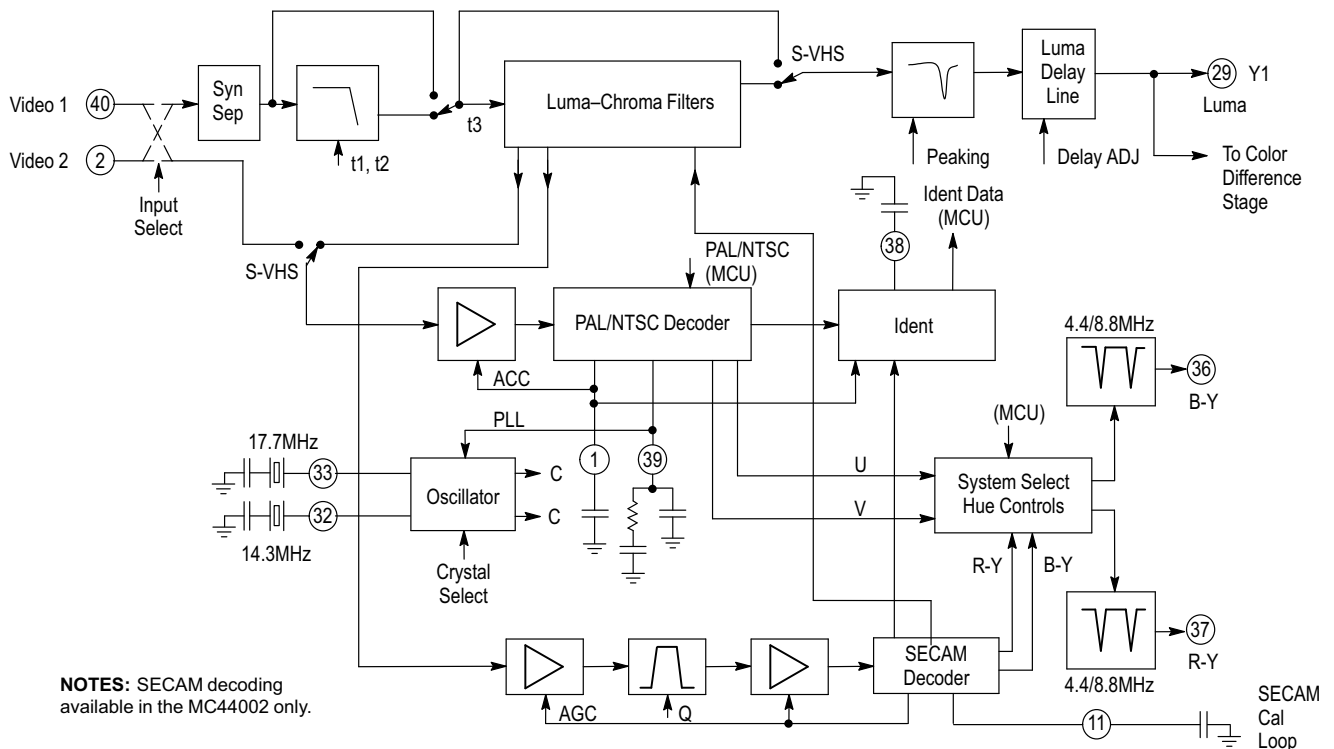 S-VHS
Syn
Sep
Luma–Chroma Filters
Luma
Delay
Line
29 Y1
Luma
Video 1 40
Video 2 2
t3
t1, t2
Peaking
Delay ADJ
To Color
Difference
Stage
Input
Select
Ident Data
(MCU)
38
S-VHS
PAL/NTSC
(MCU)
PAL/NTSC Decoder
Ident
4.4/8.8MHz
36
B-Y
ACC
PLL
(MCU)
17.7MHz
33
1
39
C
U
System Select
Hue Controls
Oscillator
32
C
V
14.3MHz
Crystal
Select
R-Y
B-Y
37
R-Y
4.4/8.8MHz
SECAM
Decoder
NOTES: SECAM decoding
available in the MC44002 only.
AGC
Q
11
SECAM
Cal
Loop